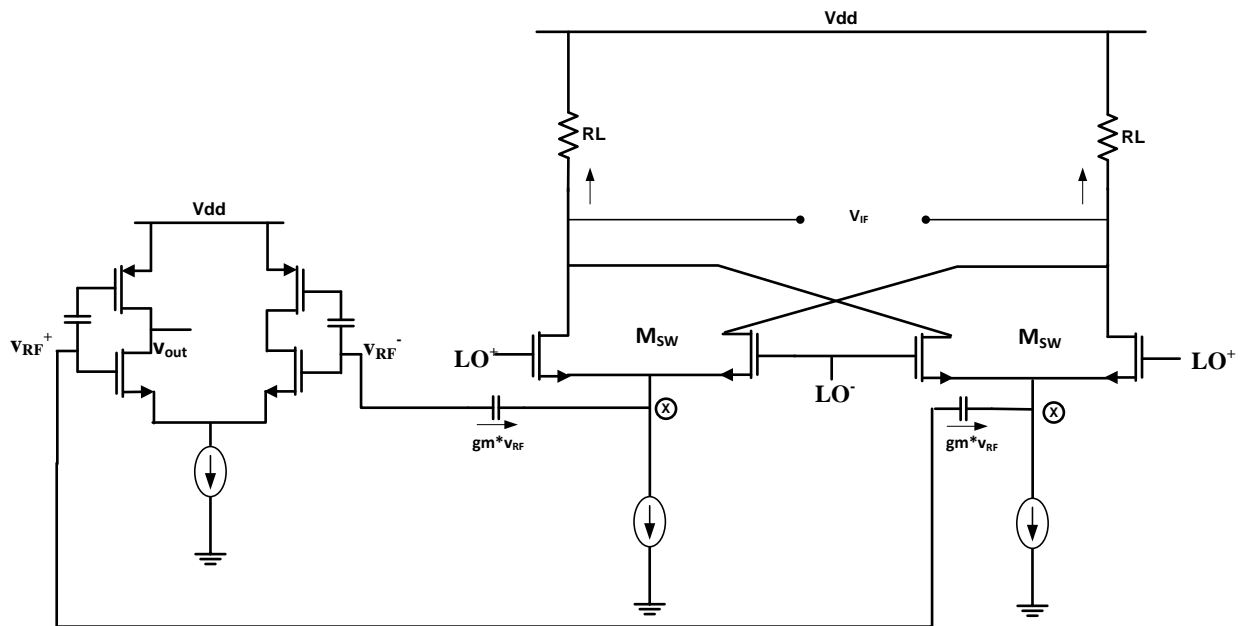 Vdd
RL
RL
VIF
Vdd
MSW
MSW
vRF+
vout
vRF-
LO+
LO-
LO+
X
X
gm*vRF
gm*vRF